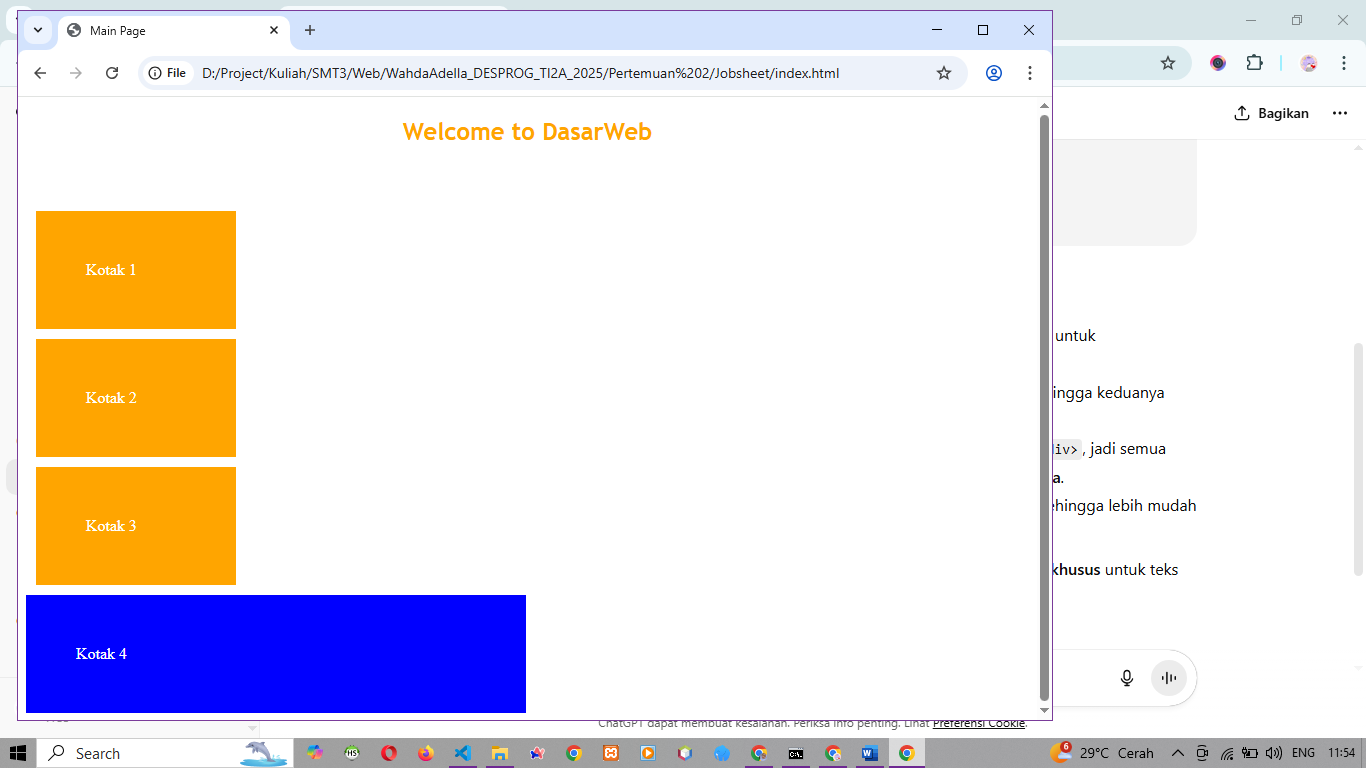 Main Page
File
D:/Project/Kuliah/SMT3/Web/WahdaAdella_DESPROG_TI2A_2025/Pertemuan%202/Jobsheet/index.html
Bagikan
Welcome to DasarWeb
Kotak 1
Kotak 2
Kotak 3
Kotak 4
untuk
ingga keduanya
div>, jadi semua
a.
ehingga lebih mudah
khusus untuk teks
ChatGPT dapat membuat kesalahan. Periksa info penting. Lihat Preferensi Cookie.
Search
6
29°C Cerah
ENG
11:54